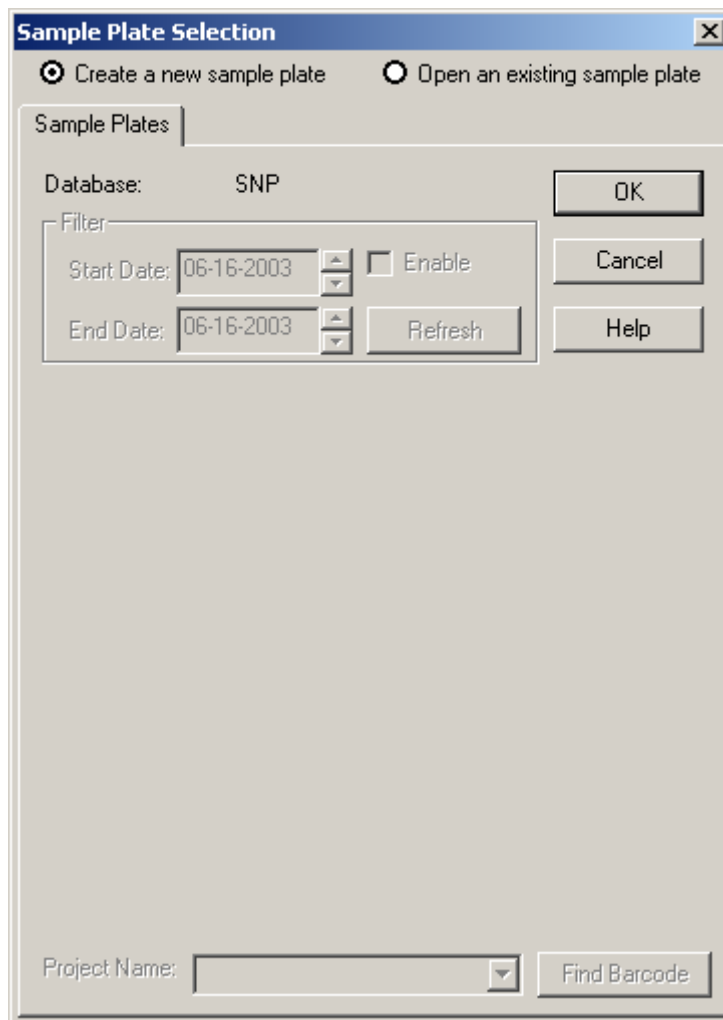 Sample Plate Selection
Create a new sample plate Open an existing sample plate
Sample Plates
Database: SNP OK
Filter
Start Date: 06-16-2003 Enable Cancel
End Date: 06-16-2003 Refresh Help
Project Name: Find Barcode